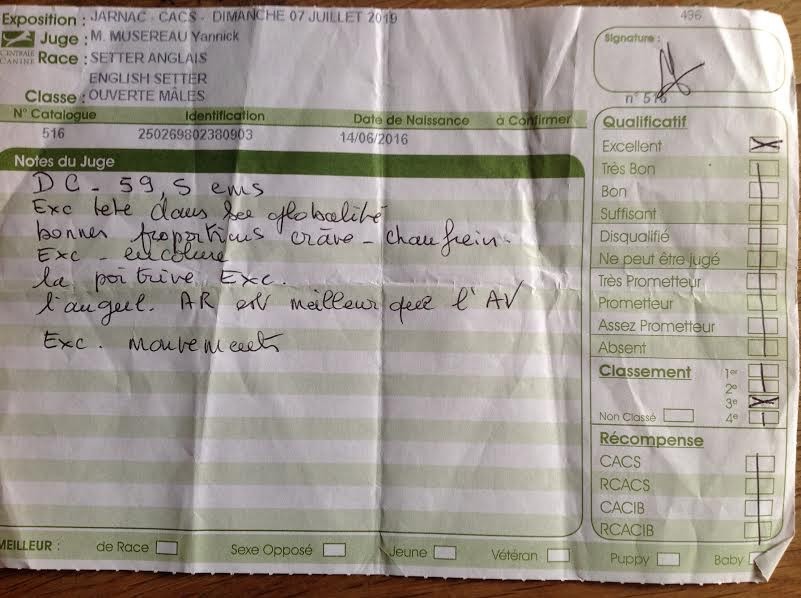 Exposition : JARNAC - CACS - DIMANCHE 07 JUILLET 2019
496
Juge : M. MUSEREAU Yannick
CENTRALE CANINE
Race : SETTER ANGLAIS
ENGLISH SETTER
Classe : OUVERTE MÂLES
Signature :
n° 516
N° Catalogue Identification Date de Naissance à Confirmer
516 250269802380903 14/06/2016
Notes du Juge
DC - 59,5 cms
Exc tete dans sa globalité
bonnes proportions crâne - chanfrein.
Exc - encolure
la poitrine Exc.
l'angul. AR est meilleur que l'AV
Exc. mouvements
Qualificatif
Excellent
Très Bon
Bon
Suffisant
Disqualifié
Ne peut être jugé
Très Prometteur
Prometteur
Assez Prometteur
Absent
Classement 1er
2e
3e
Non Classé 4e
Récompense
CACS
RCACS
CACIB
RCACIB
MEILLEUR : de Race Sexe Opposé Jeune Vétéran Puppy Baby